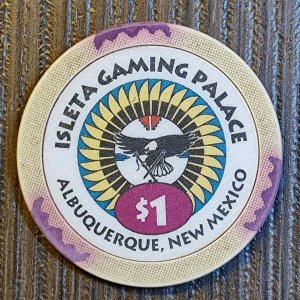 ISLETA GAMING PALACE
$1
ALBUQUERQUE, NEW MEXICO